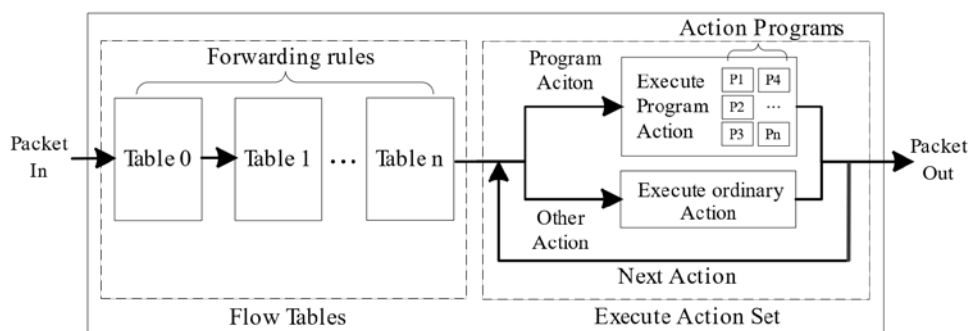 Action Programs
Forwarding rules
Program
Aciton
Execute
Program
Action
P1 P4
P2 ...
P3 Pn
Packet
In
Table 0
Table 1
...
Table n
Packet
Out
Execute ordinary
Action
Other
Action
Next Action
Flow Tables
Execute Action Set